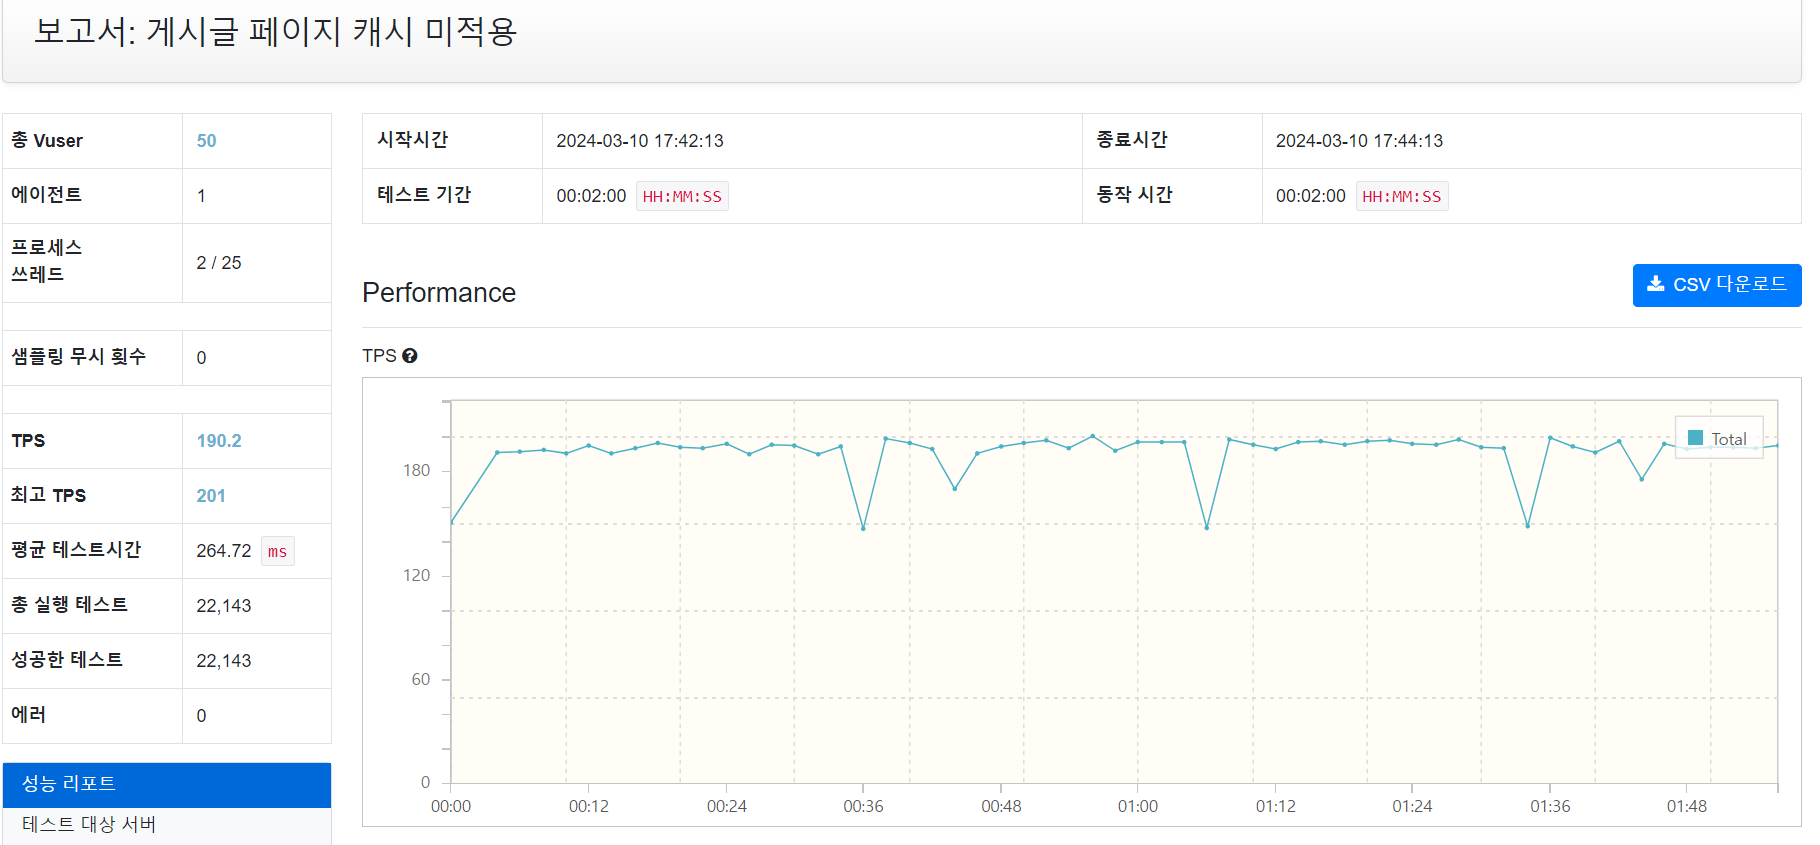 보고서: 게시글 페이지 캐시 미적용
총 Vuser 50
에이전트 1
프로세스
쓰레드 2 / 25
샘플링 무시 횟수 0
TPS 190.2
최고 TPS 201
평균 테스트시간 264.72 ms
총 실행 테스트 22,143
성공한 테스트 22,143
에러 0
성능 리포트
테스트 대상 서버
시작시간 2024-03-10 17:42:13 종료시간 2024-03-10 17:44:13
테스트 기간 00:02:00 HH:MM:SS 동작 시간 00:02:00 HH:MM:SS
Performance
CSV 다운로드
TPS ?
Total
180
120
60
0
00:00 00:12 00:24 00:36 00:48 01:00 01:12 01:24 01:36 01:48